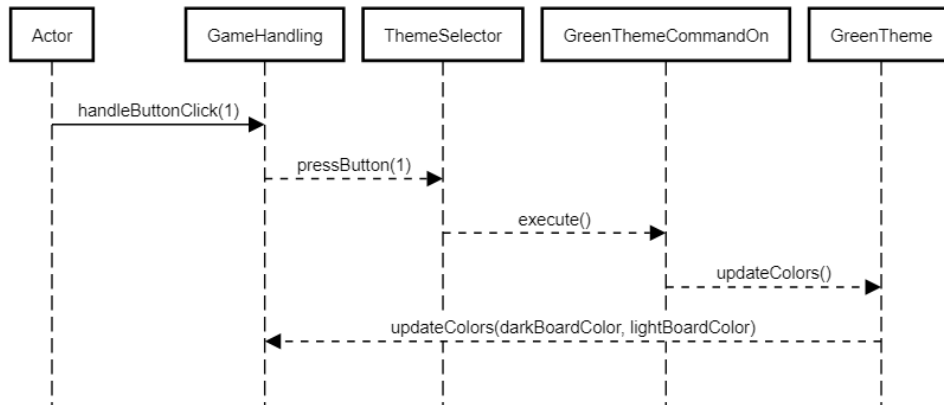 Actor
GameHandling
ThemeSelector
GreenThemeCommandOn
GreenTheme
handleButtonClick(1)
pressButton(1)
execute()
updateColors()
updateColors(darkBoardColor, lightBoardColor)